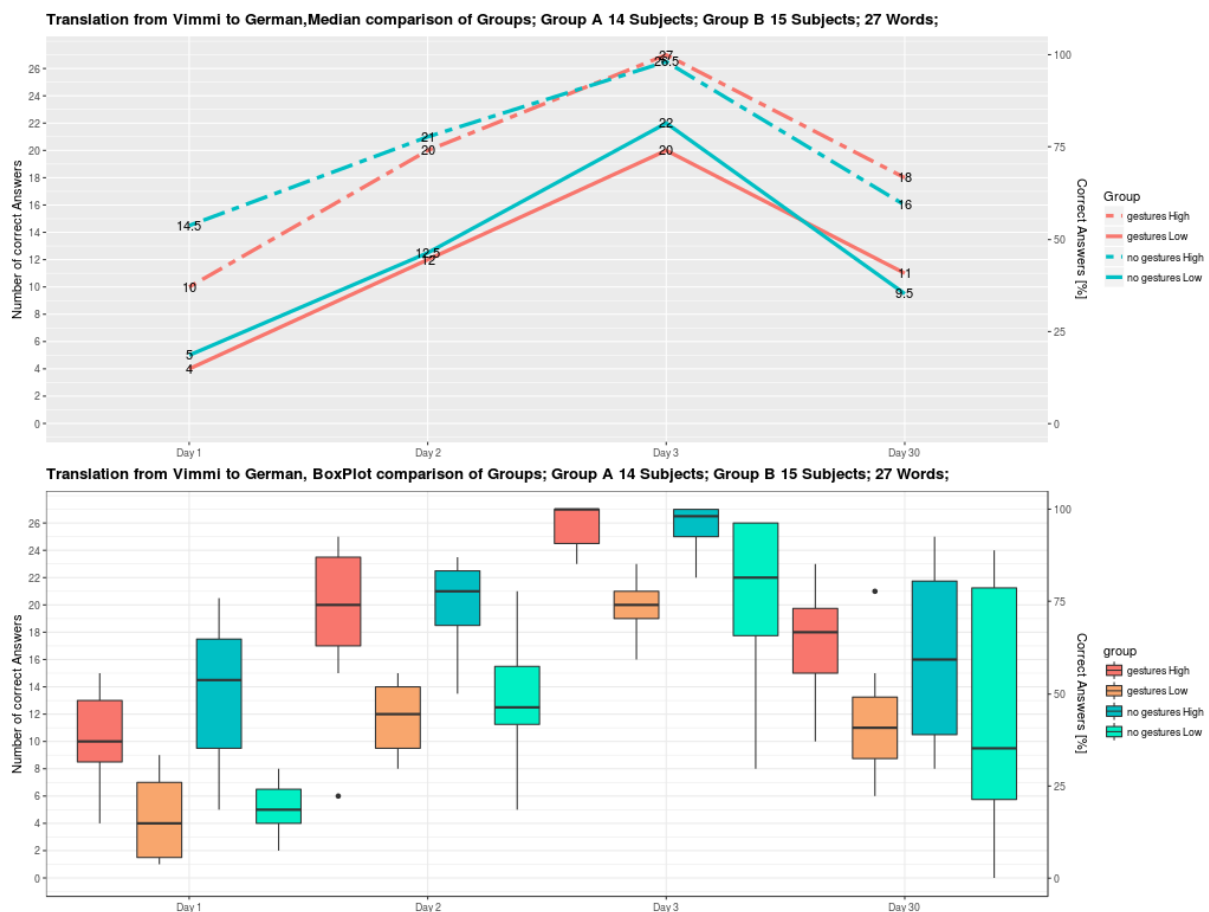 Translation from Vimmi to German,Median comparison of Groups; Group A 14 Subjects; Group B 15 Subjects; 27 Words;
Number of correct Answers
26
24
22
20
18
16
14
12
10
8
6
4
2
0
14.5
10
5
4
21
20
12.5
12
27
26.5
22
20
18
16
11
9.5
100
75
50
25
0
Correct Answers [%]
Day 1
Day 2
Day 3
Day 30
Group
gestures High
gestures Low
no gestures High
no gestures Low
Translation from Vimmi to German, BoxPlot comparison of Groups; Group A 14 Subjects; Group B 15 Subjects; 27 Words;
Number of correct Answers
26
24
22
20
18
16
14
12
10
8
6
4
2
0
100
75
50
25
0
Correct Answers [%]
Day 1
Day 2
Day 3
Day 30
group
gestures High
gestures Low
no gestures High
no gestures Low